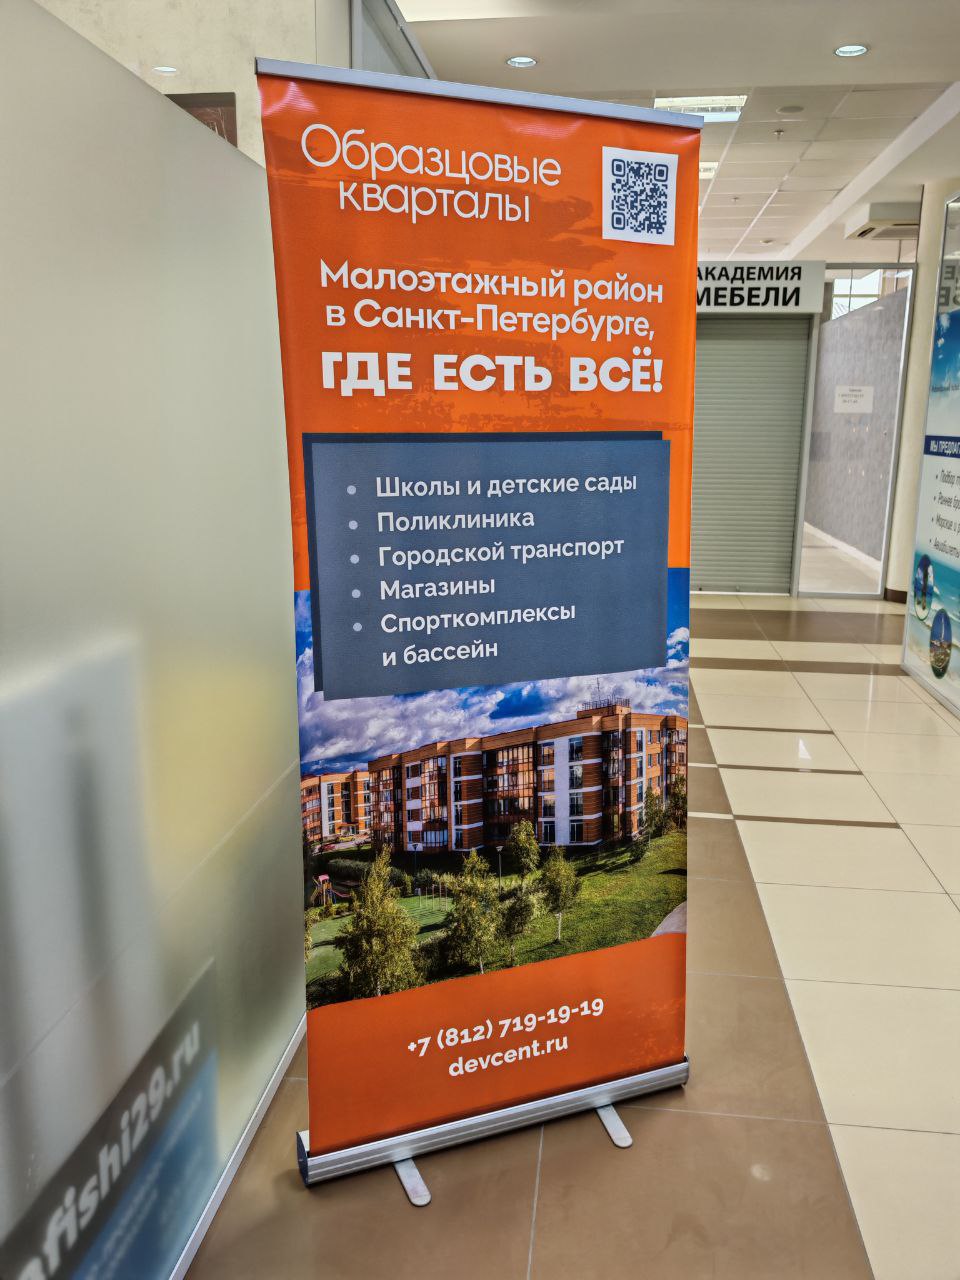 Образцовые
кварталы
Малоэтажный район
в Санкт-Петербурге,
ГДЕ ЕСТЬ ВСЁ!
Школы и детские сады
Поликлиника
Городской транспорт
Магазины
Спорткомплексы
и бассейн
+7 (812) 719-19-19
devcent.ru
АКАДЕМИЯ
МЕБЕЛИ
afishi29.ru